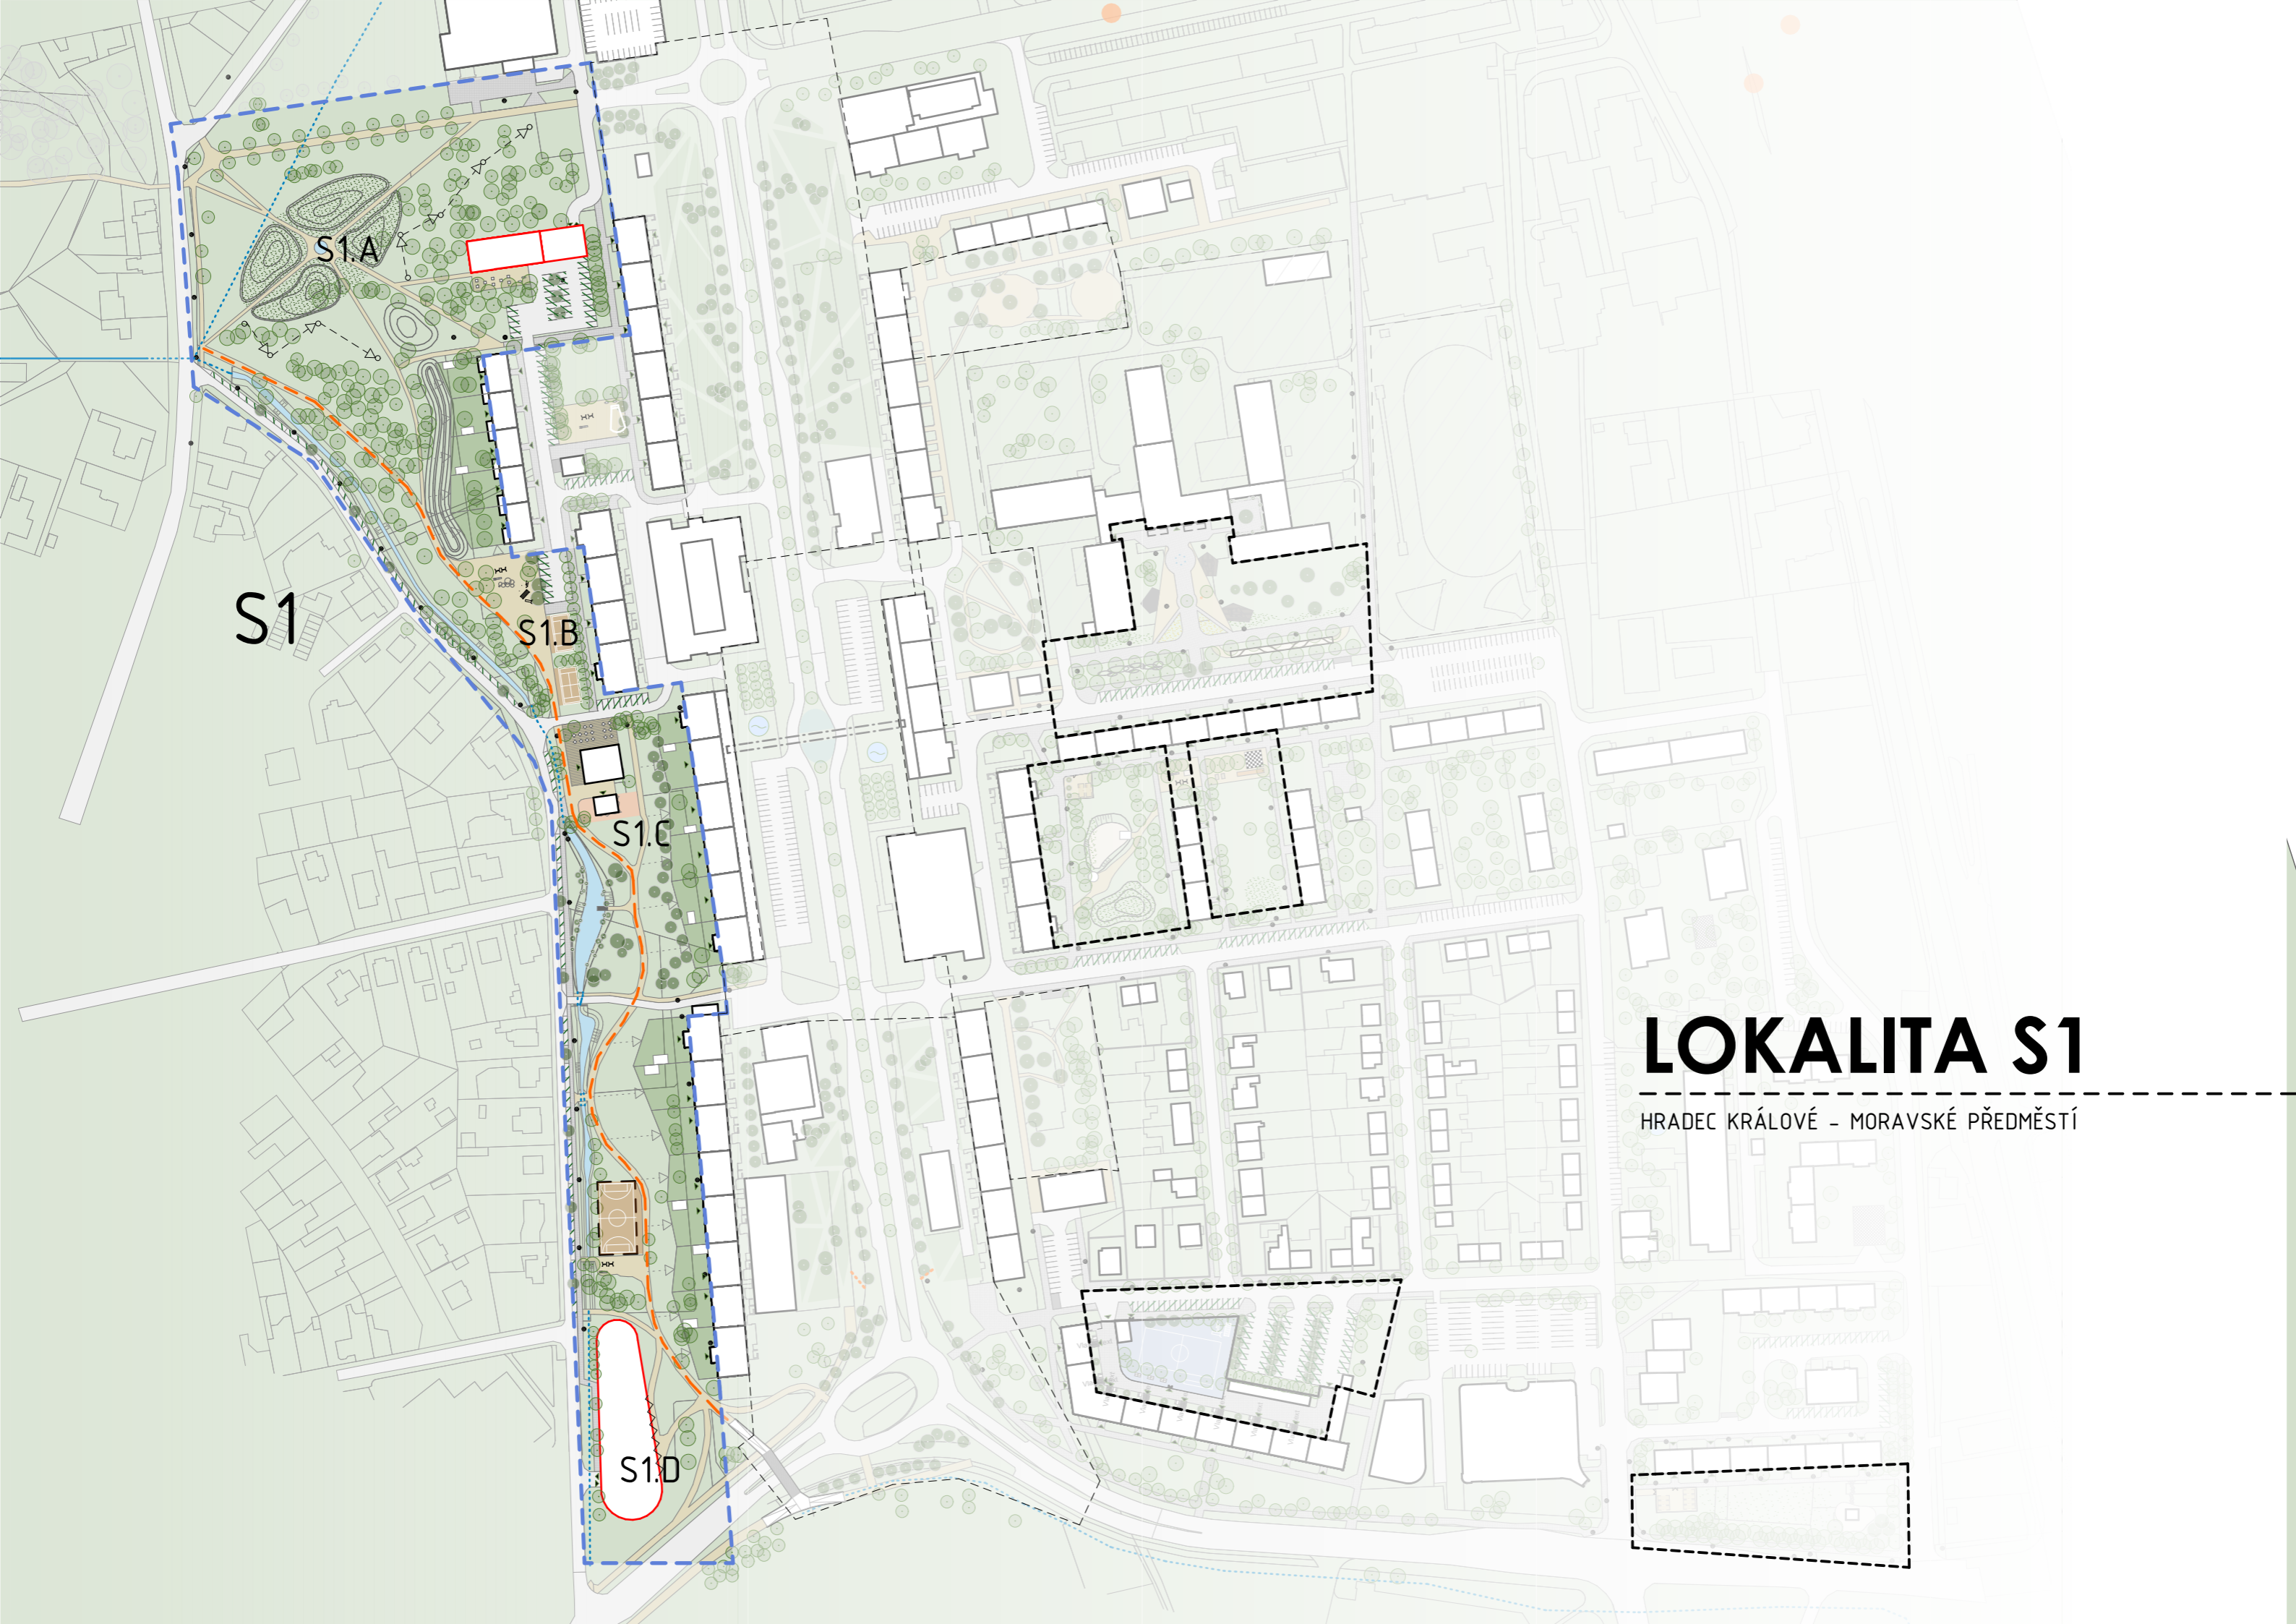 S1.A
S1
S1.B
S1.C
LOKALITA S1
HRADEC KRÁLOVÉ - MORAVSKÉ PŘEDMĚSTÍ
S1.D